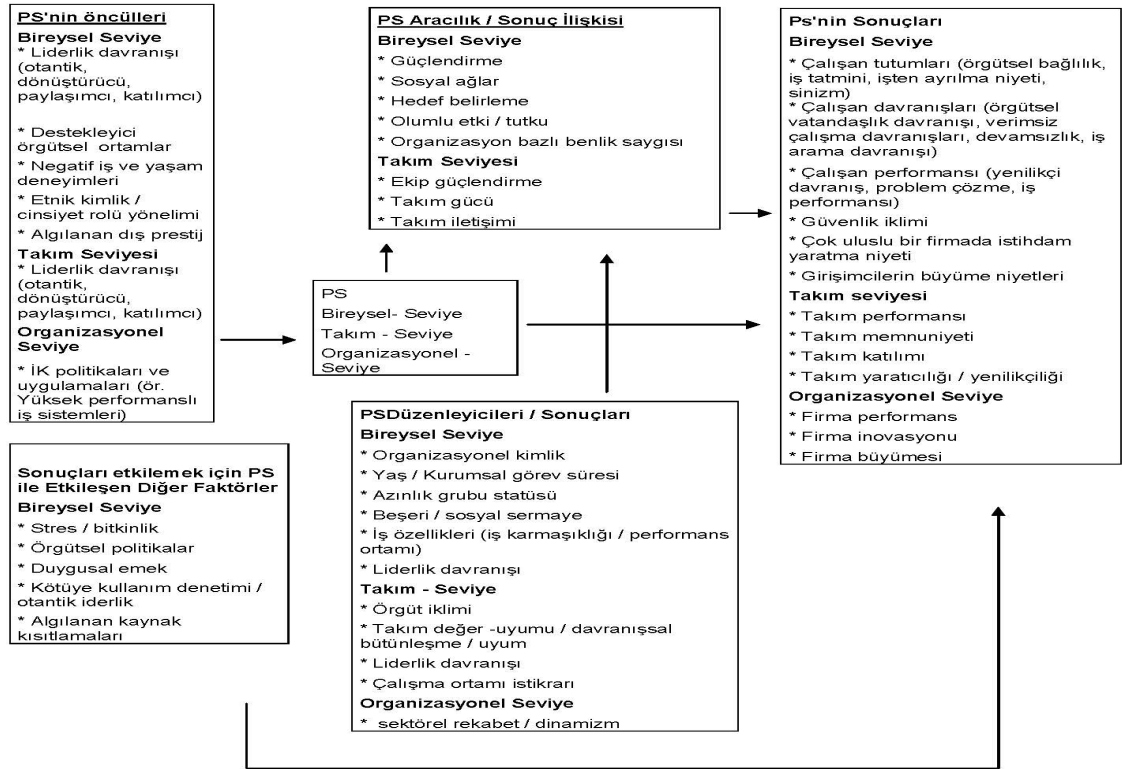 PS'nin öncülleri
Bireysel Seviye
* Liderlik davranışı
(otantik,
dönüştürücü,
paylaşımcı, katılımcı)
* Destekleyici
örgütsel ortamlar
* Negatif iş ve yaşam
deneyimleri
* Etnik kimlik /
cinsiyet rolü yönelimi
* Algılanan dış prestij
Takım Seviyesi
* Liderlik davranışı
(otantik,
dönüştürücü,
paylaşımcı, katılımcı)
Organizasyonel
Seviye
* İK politikaları ve
uygulamaları (ör.
Yüksek performanslı
iş sistemleri)
Sonuçları etkilemek için PS
ile Etkileşen Diğer Faktörler
Bireysel Seviye
* Stres / bitkinlik
* Örgütsel politikalar
* Duygusal emek
* Kötüye kullanım denetimi /
otantik iderlik
* Algılanan kaynak
kısıtlamaları
PS Aracılık / Sonuç İlişkisi
Bireysel Seviye
* Güçlendirme
* Sosyal ağlar
* Hedef belirleme
* Olumlu etki / tutku
* Organizasyon bazlı benlik saygısı
Takım Seviyesi
* Ekip güçlendirme
* Takım gücü
* Takım iletişimi
PS
Bireysel- Seviye
Takım - Seviye
Organizasyonel -
Seviye
PSDüzenleyicileri / Sonuçları
Bireysel Seviye
* Organizasyonel kimlik
* Yaş / Kurumsal görev süresi
* Azınlık grubu statüsü
* Beşeri / sosyal sermaye
* İş özellikleri (iş karmaşıklığı / performans
ortamı)
* Liderlik davranışı
Takım - Seviye
* Örgüt iklimi
* Takım değer -uyumu / davranışsal
bütünleşme / uyum
* Liderlik davranışı
* Çalışma ortamı istikrarı
Organizasyonel Seviye
* sektörel rekabet / dinamizm
Ps'nin Sonuçları
Bireysel Seviye
* Çalışan tutumları (örgütsel bağlılık,
iş tatmini, işten ayrılma niyeti,
sinizm)
* Çalışan davranışları (örgütsel
vatandaşlık davranışı, verimsiz
çalışma davranışları, devamsızlık, iş
arama davranışı)
* Çalışan performansı (yenilikçi
davranış, problem çözme, iş
performansı)
* Güvenlik iklimi
* Çok uluslu bir firmada istihdam
yaratma niyeti
* Girişimcilerin büyüme niyetleri
Takım seviyesi
* Takım performansı
* Takım memnuniyeti
* Takım katılımı
* Takım yaratıcılığı / yenilikçiliği
Organizasyonel Seviye
* Firma performans
* Firma inovasyonu
* Firma büyümesi